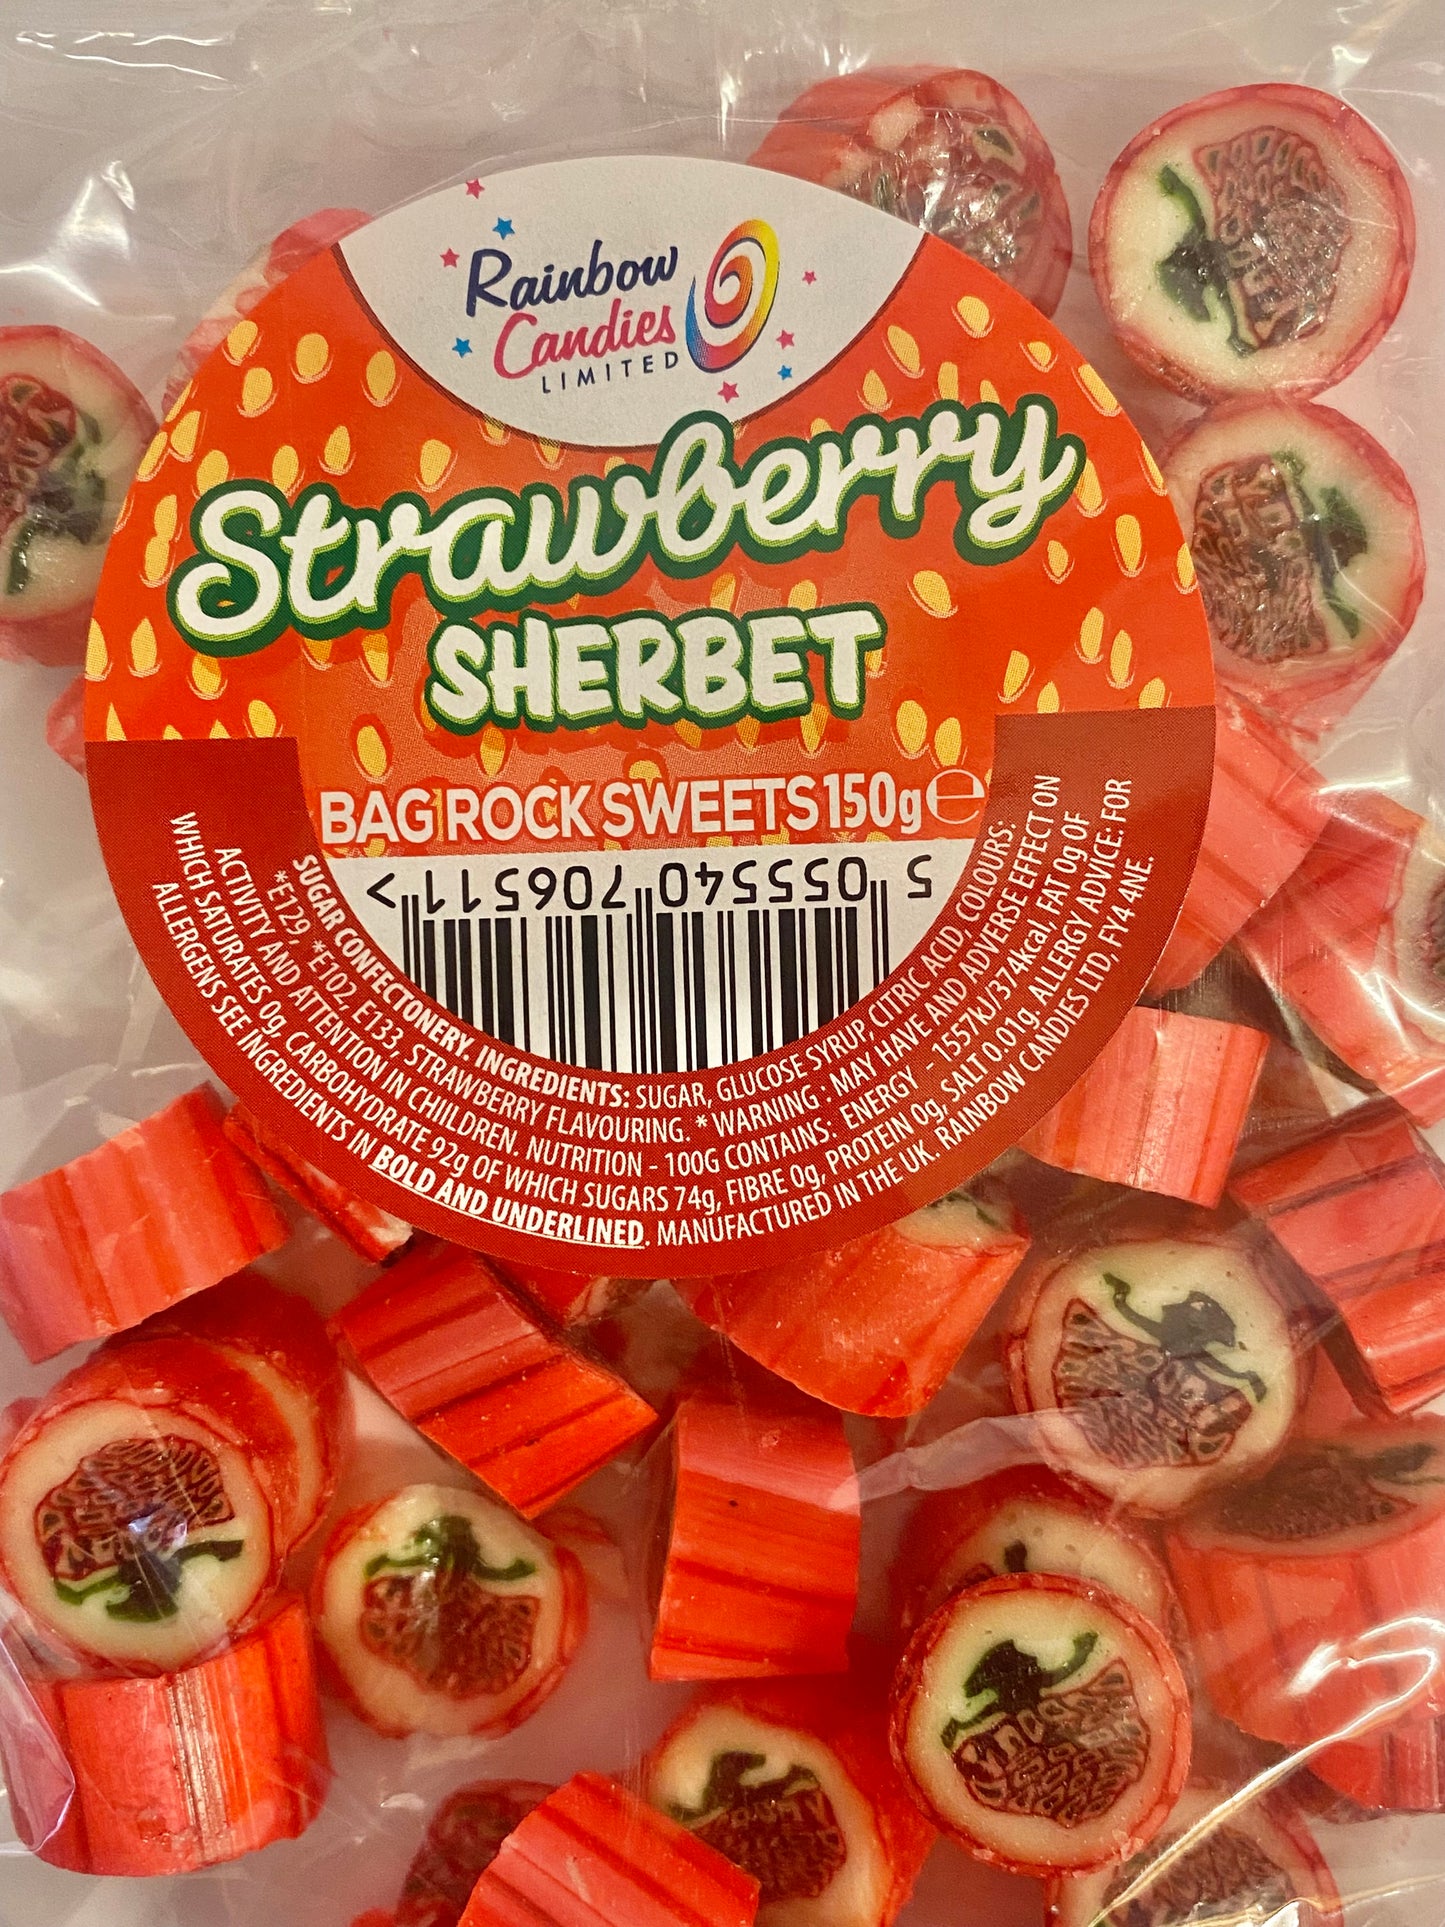 Rainbow
Candies
LIMITED
Strawberry
SHERBET
BAG ROCK SWEETS 150g ℮
5 055540 706511 >
SUGAR CONFECTONERY. INGREDIENTS: SUGAR, GLUCOSE SYRUP, CITRIC ACID, COLOURS:
*E129, *E102, E133, STRAWBERRY FLAVOURING. * WARNING : MAY HAVE AND ADVERSE EFFECT ON
ACTIVITY AND ATTENTION IN CHILDREN. NUTRITION - 100G CONTAINS: ENERGY - 1557kJ/374kcal, FAT 0g OF
WHICH SATURATES 0g, CARBOHYDRATE 92g OF WHICH SUGARS 74g, FIBRE 0g, PROTEIN 0g, SALT 0.01g. ALLERGY ADVICE: FOR
ALLERGENS SEE INGREDIENTS IN BOLD AND UNDERLINED. MANUFACTURED IN THE UK. RAINBOW CANDIES LTD, FY4 4NE.